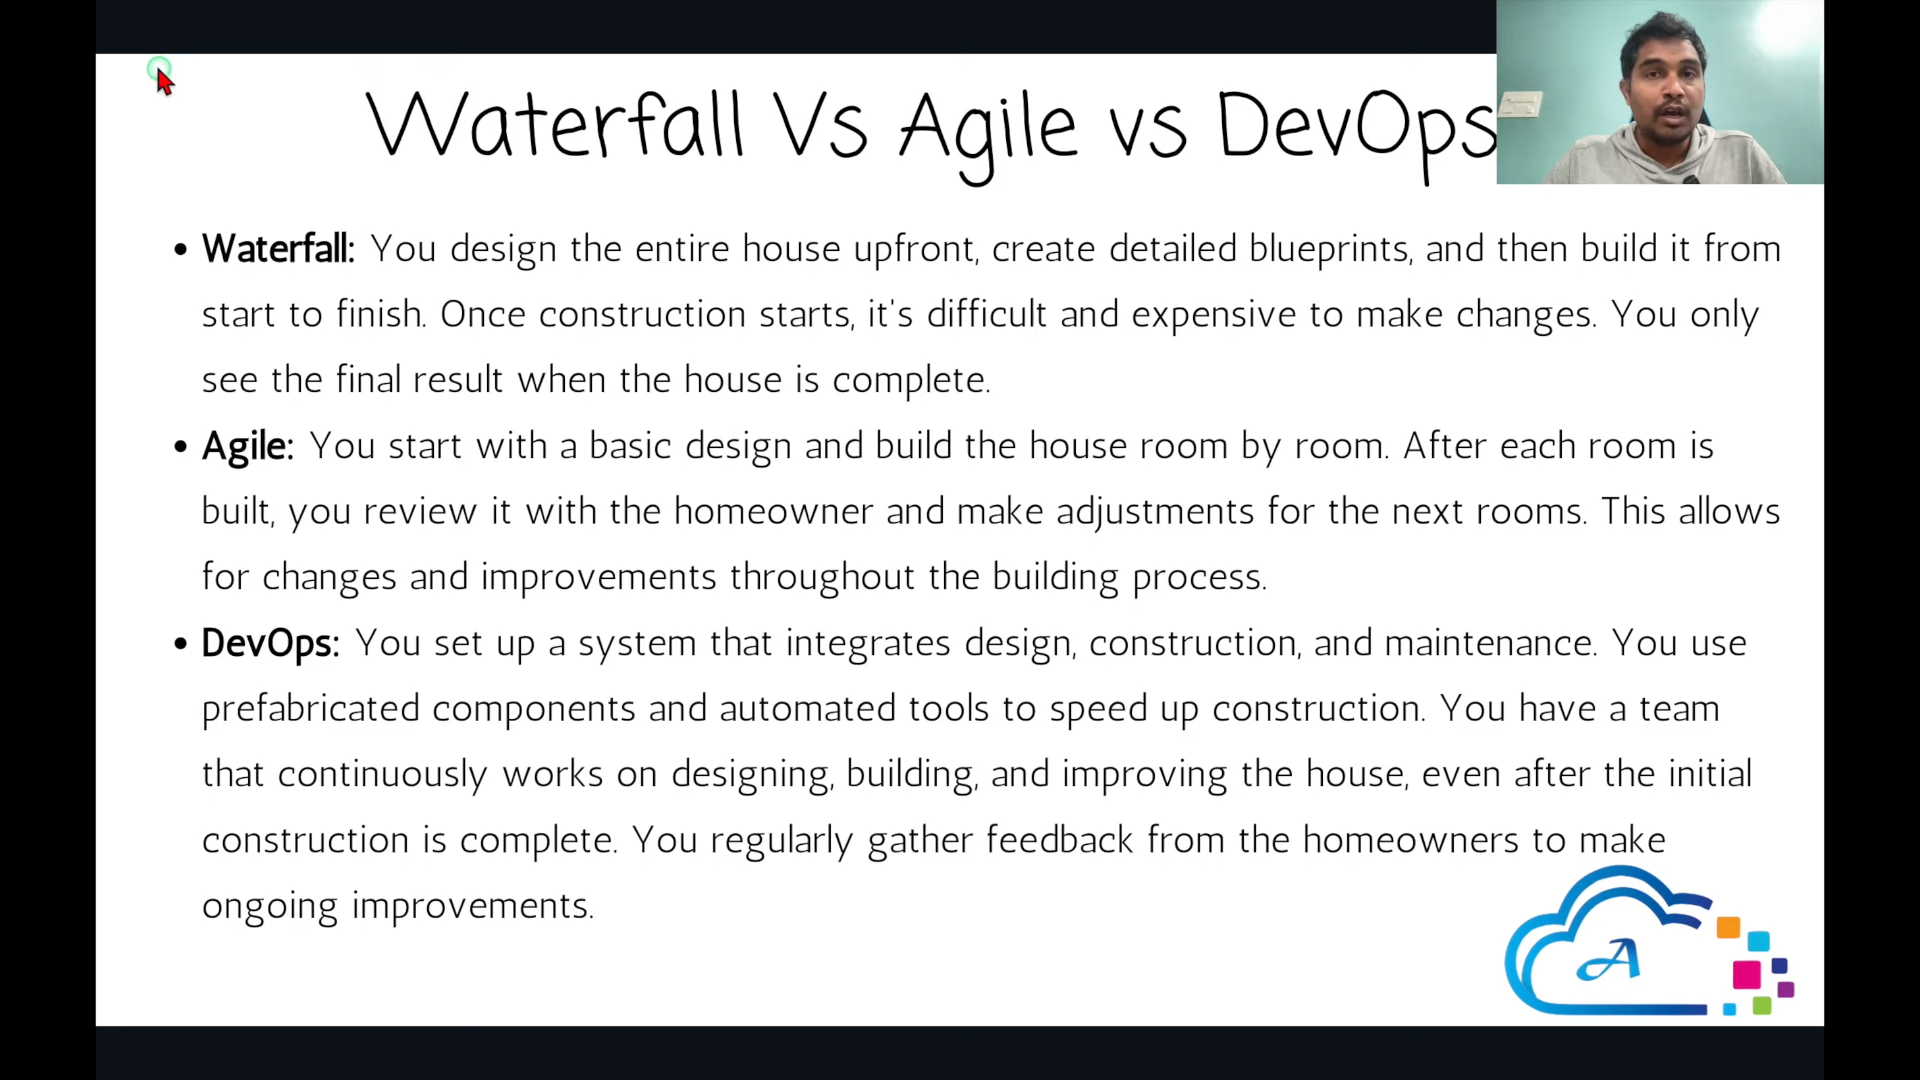 Waterfall Vs Agile vs DevOps
• Waterfall: You design the entire house upfront, create detailed blueprints, and then build it from
start to finish. Once construction starts, it's difficult and expensive to make changes. You only
see the final result when the house is complete.
• Agile: You start with a basic design and build the house room by room. After each room is
built, you review it with the homeowner and make adjustments for the next rooms. This allows
for changes and improvements throughout the building process.
• DevOps: You set up a system that integrates design, construction, and maintenance. You use
prefabricated components and automated tools to speed up construction. You have a team
that continuously works on designing, building, and improving the house, even after the initial
construction is complete. You regularly gather feedback from the homeowners to make
ongoing improvements.
A